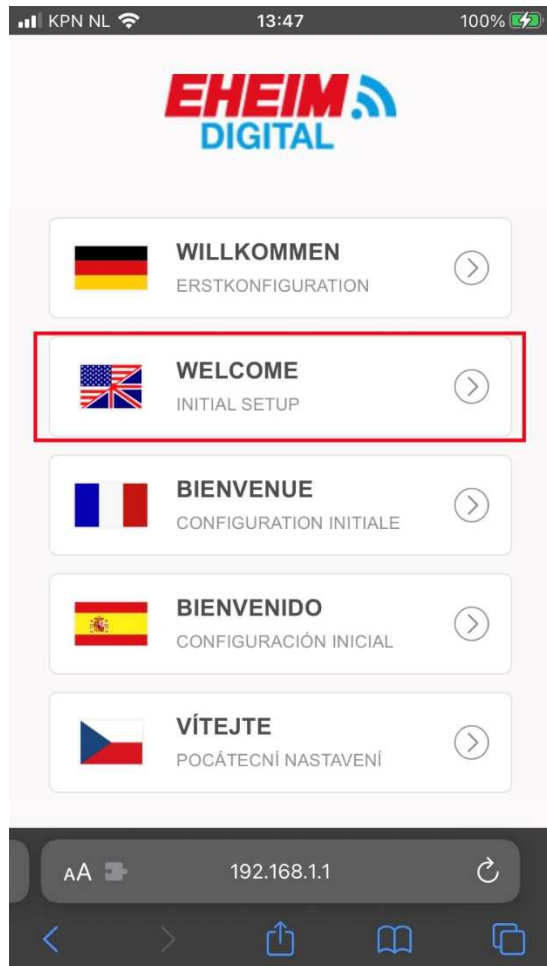 KPN NL 13:47 100%
EHEIM
DIGITAL
WILLKOMMEN
ERSTKONFIGURATION
WELCOME
INITIAL SETUP
BIENVENUE
CONFIGURATION INITIALE
BIENVENIDO
CONFIGURACIÓN INICIAL
VÍTEJTE
POCÁTECNÍ NASTAVENÍ
AA 192.168.1.1